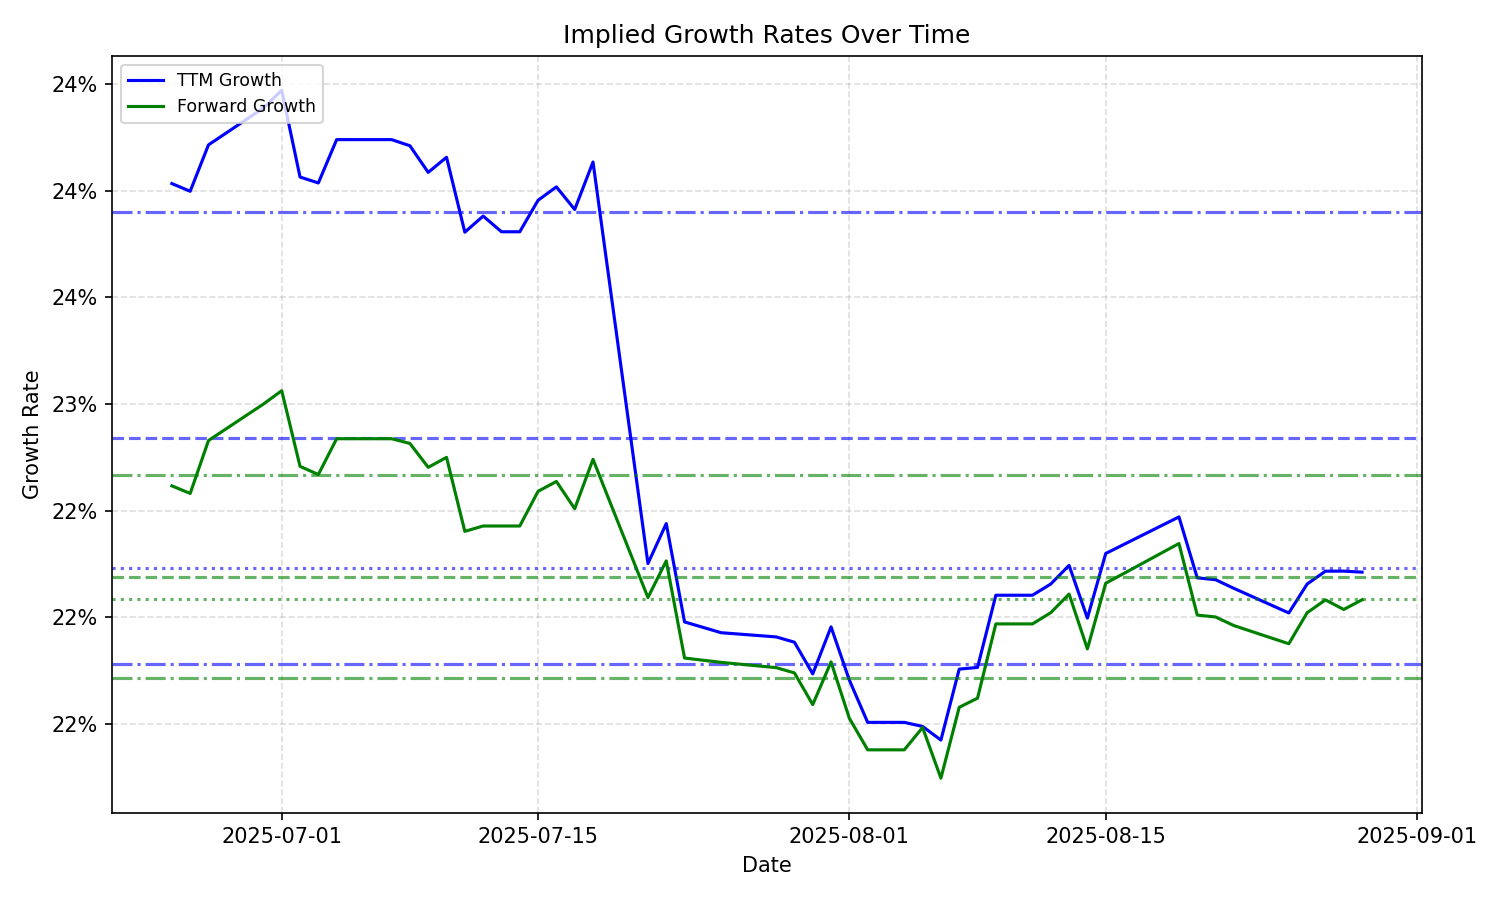 Implied Growth Rates Over Time
TTM Growth
Forward Growth
24%
24%
24%
23%
22%
22%
22%
Growth Rate
2025-07-01
2025-07-15
2025-08-01
2025-08-15
2025-09-01
Date